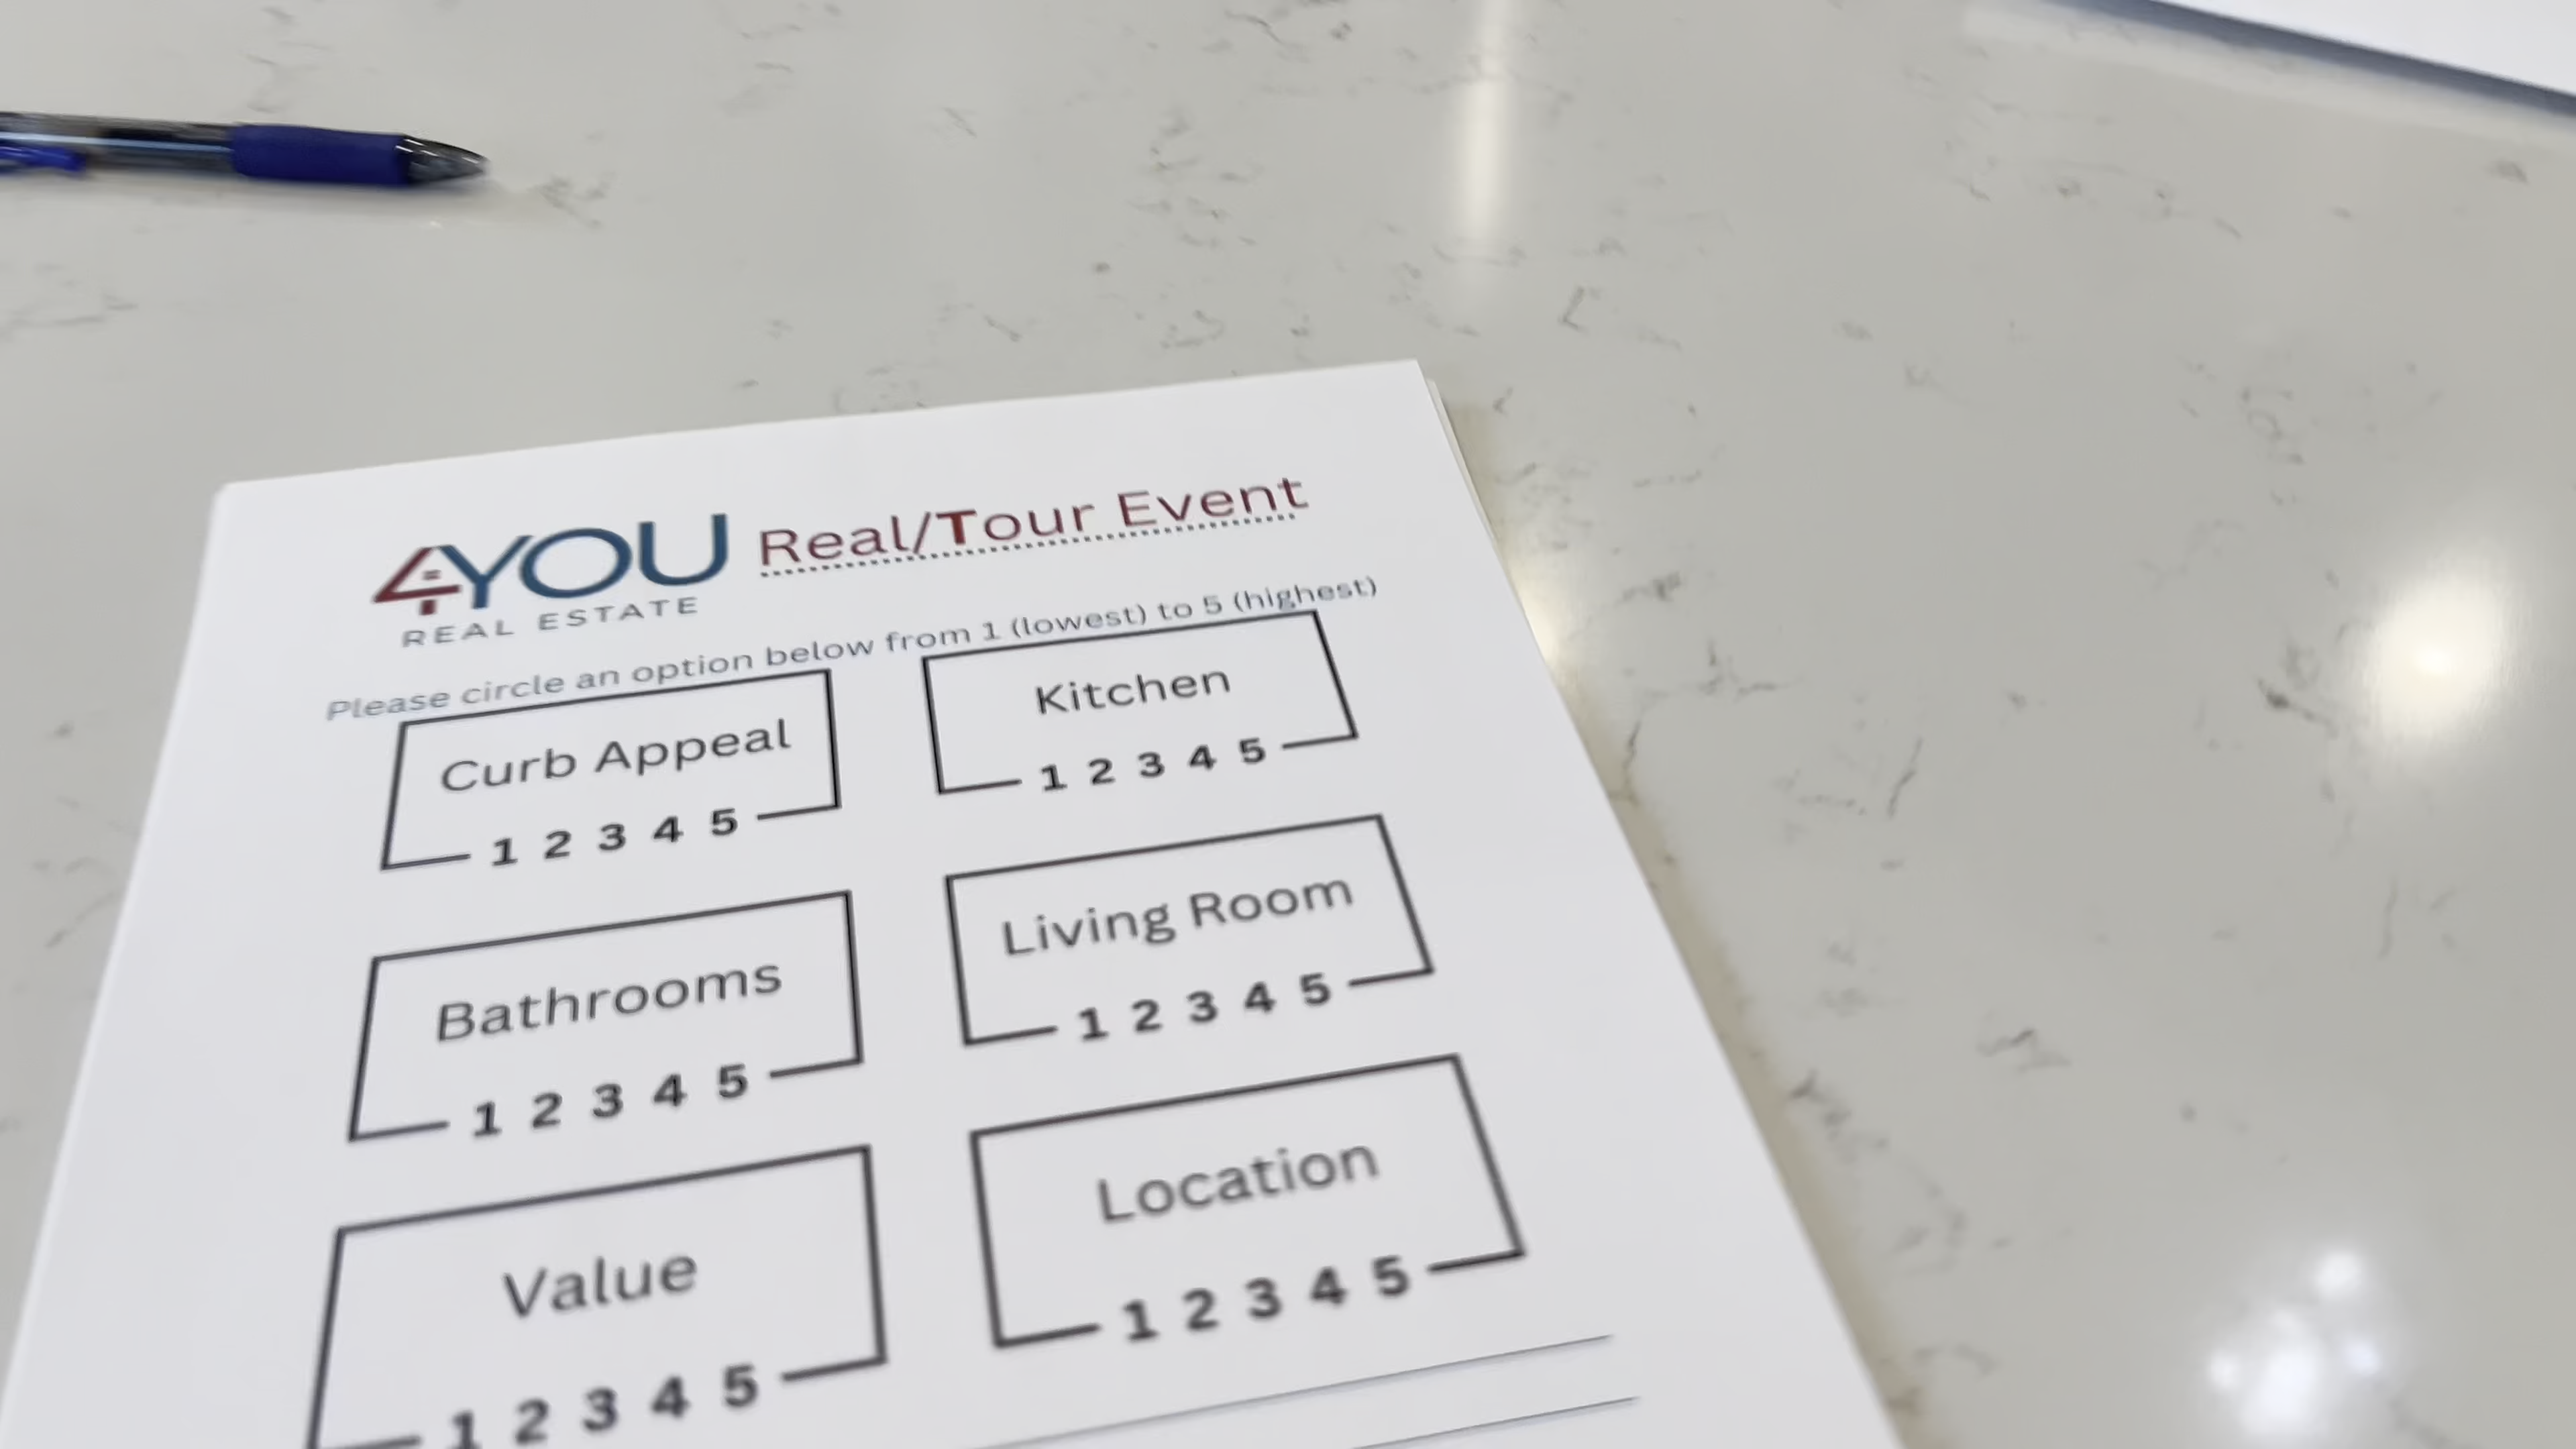 4YOU Real/Tour Event
REAL ESTATE
Please circle an option below from 1 (lowest) to 5 (highest)
Curb Appeal
1 2 3 4 5
Kitchen
1 2 3 4 5
Bathrooms
1 2 3 4 5
Living Room
1 2 3 4 5
Value
1 2 3 4 5
Location
1 2 3 4 5